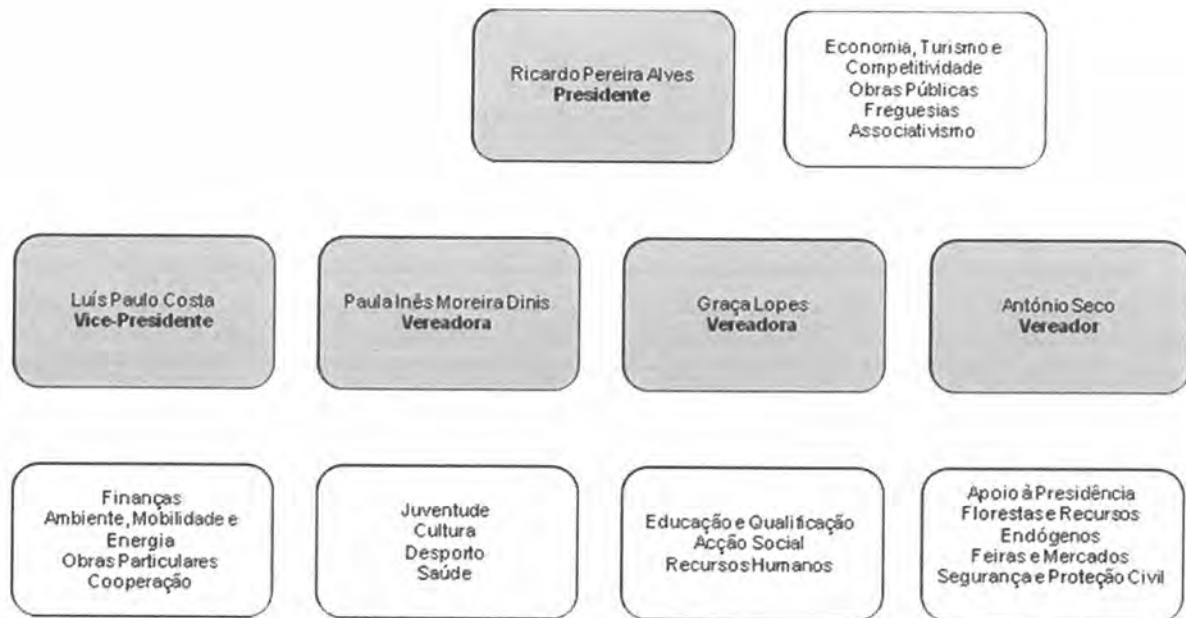 Ricardo Pereira Alves
Presidente
Economia, Turismo e
Competitividade
Obras Públicas
Freguesias
Associativismo
Luís Paulo Costa
Vice-Presidente
Paula Inês Moreira Dinis
Vereadora
Graça Lopes
Vereadora
António Seco
Vereador
Finanças
Ambiente, Mobilidade e
Energia
Obras Particulares
Cooperação
Juventude
Cultura
Desporto
Saúde
Educação e Qualificação
Acção Social
Recursos Humanos
Apoio à Presidência
Florestas e Recursos
Endógenos
Feiras e Mercados
Segurança e Proteção Civil